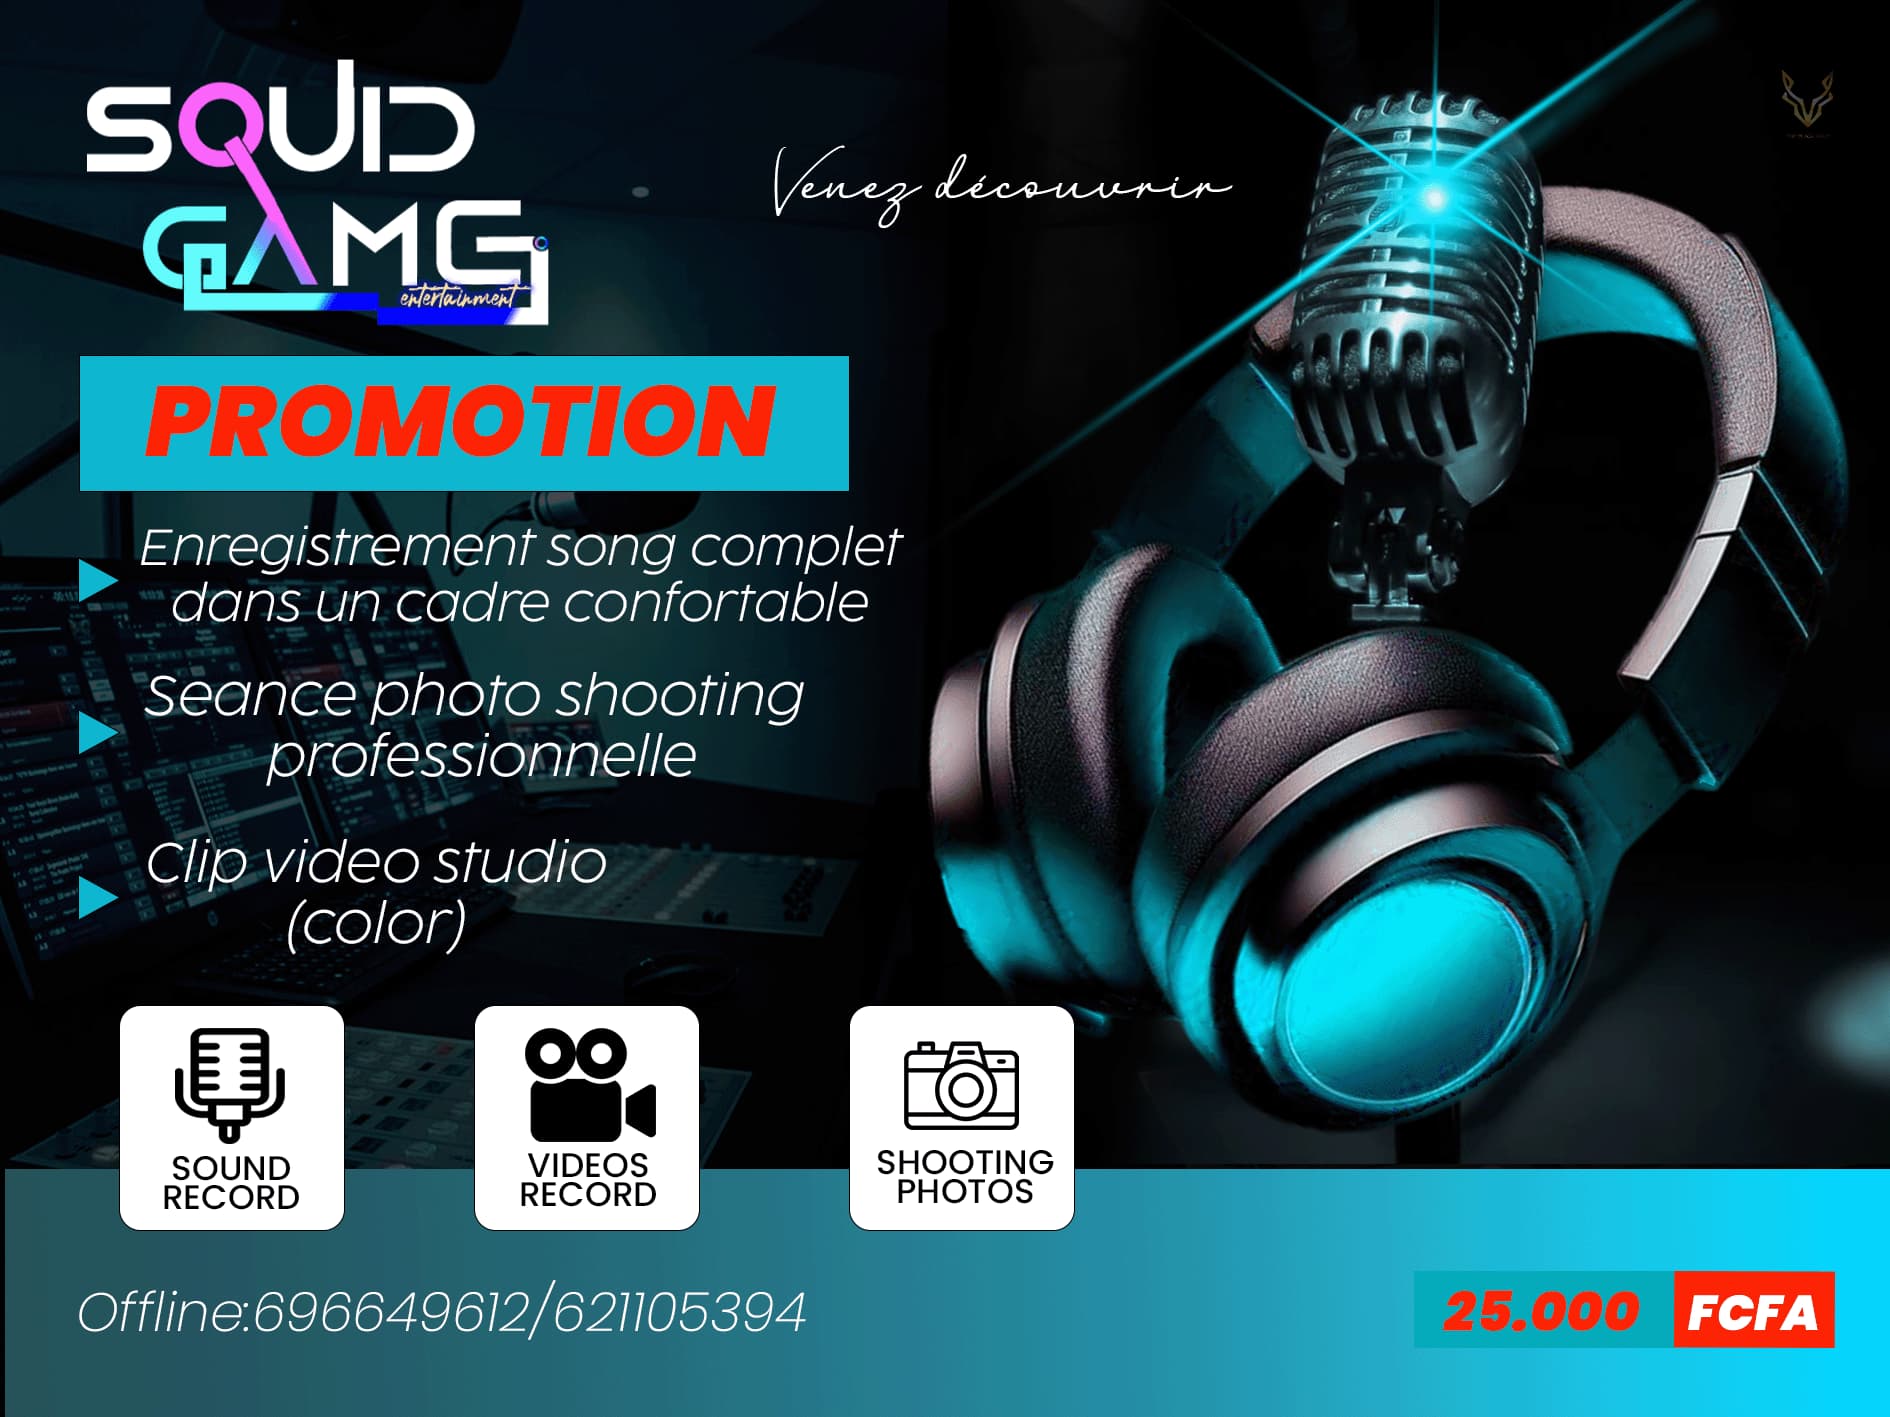 SQUID
GAME
entertainment
Venez découvrir
PROMOTION
Enregistrement song complet
dans un cadre confortable
Seance photo shooting
professionnelle
Clip video studio
(color)
SOUND
RECORD
VIDEOS
RECORD
SHOOTING
PHOTOS
Offline:696649612/621105394
25.000 FCFA